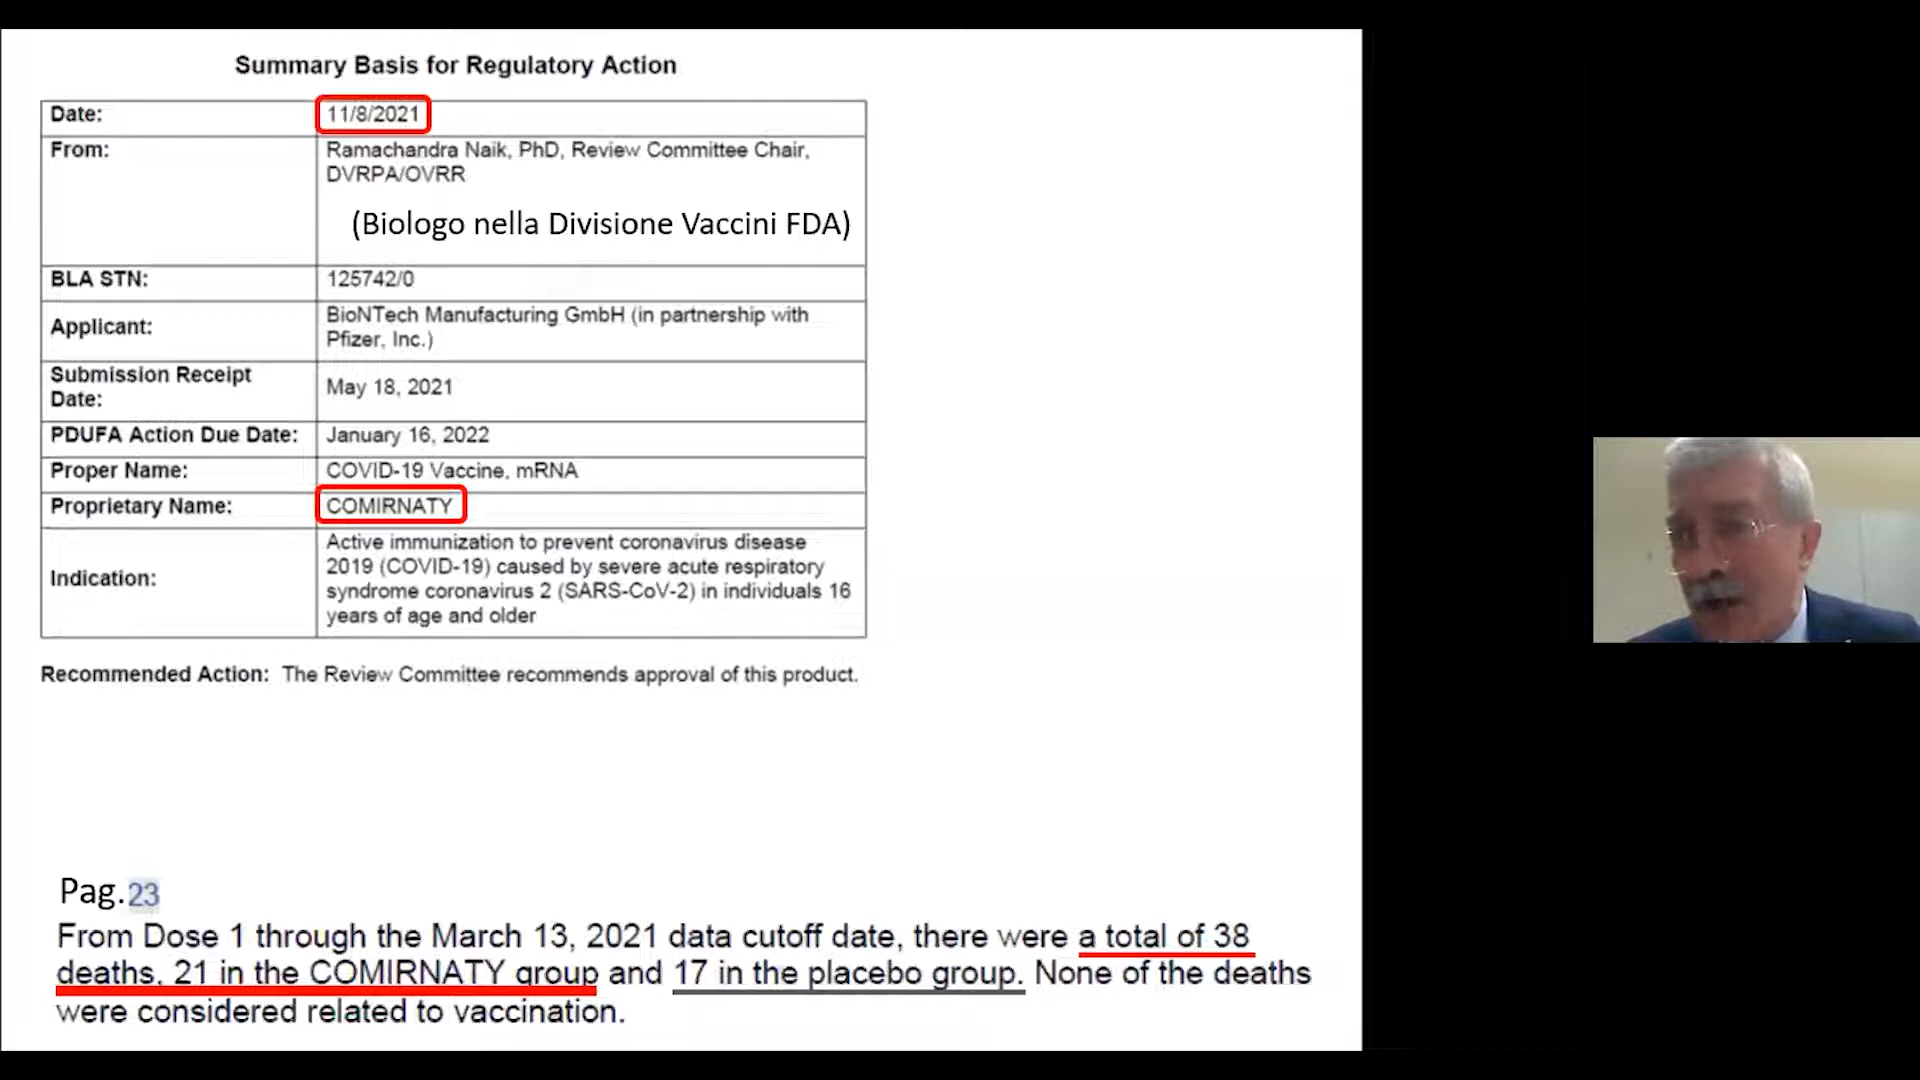 Summary Basis for Regulatory Action
Date: 11/8/2021
From: Ramachandra Naik, PhD, Review Committee Chair,
DVRPA/OVRR
(Biologo nella Divisione Vaccini FDA)
BLA STN: 125742/0
Applicant: BioNTech Manufacturing GmbH (in partnership with
Pfizer, Inc.)
Submission Receipt
Date: May 18, 2021
PDUFA Action Due Date: January 16, 2022
Proper Name: COVID-19 Vaccine, mRNA
Proprietary Name: COMIRNATY
Indication: Active immunization to prevent coronavirus disease
2019 (COVID-19) caused by severe acute respiratory
syndrome coronavirus 2 (SARS-CoV-2) in individuals 16
years of age and older
Recommended Action: The Review Committee recommends approval of this product.
Pag.23
From Dose 1 through the March 13, 2021 data cutoff date, there were a total of 38
deaths, 21 in the COMIRNATY group and 17 in the placebo group. None of the deaths
were considered related to vaccination.